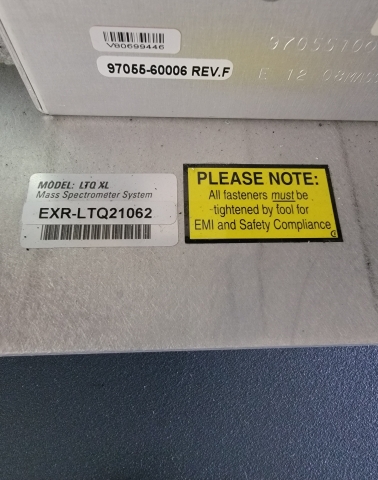 V80699446
97055-60006 REV.F
MODEL: LTQ XL
Mass Spectrometer System
EXR-LTQ21062
PLEASE NOTE:
All fasteners must be
tightened by fool for
EMI and Safety Compliance